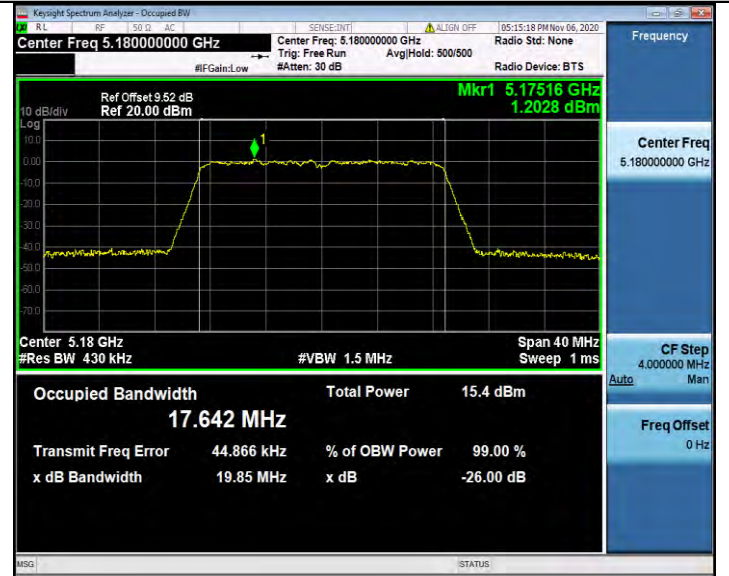 Keysight Spectrum Analyzer - Occupied BW
RL RF 50 Ω AC SENSE:INT ALIGN OFF 05:15:18 PM Nov 06, 2020
Center Freq 5.180000000 GHz
Center Freq: 5.180000000 GHz
Radio Std: None
Trig: Free Run Avg|Hold: 500/500
#IFGain:Low
#Atten: 30 dB
Radio Device: BTS
Frequency
Mkr1 5.17516 GHz
1.2028 dBm
Ref Offset 9.52 dB
10 dB/div Ref 20.00 dBm
Log
10.0
0.00
-10.0
-20.0
-30.0
-40.0
-50.0
-60.0
-70.0
1
Center 5.18 GHz
Span 40 MHz
#Res BW 430 kHz
#VBW 1.5 MHz
Sweep 1 ms
Occupied Bandwidth
17.642 MHz
Total Power 15.4 dBm
Transmit Freq Error 44.866 kHz
% of OBW Power 99.00 %
x dB Bandwidth 19.85 MHz
x dB -26.00 dB
Center Freq
5.180000000 GHz
CF Step
4.000000 MHz
Auto Man
Freq Offset
0 Hz
MSG
STATUS